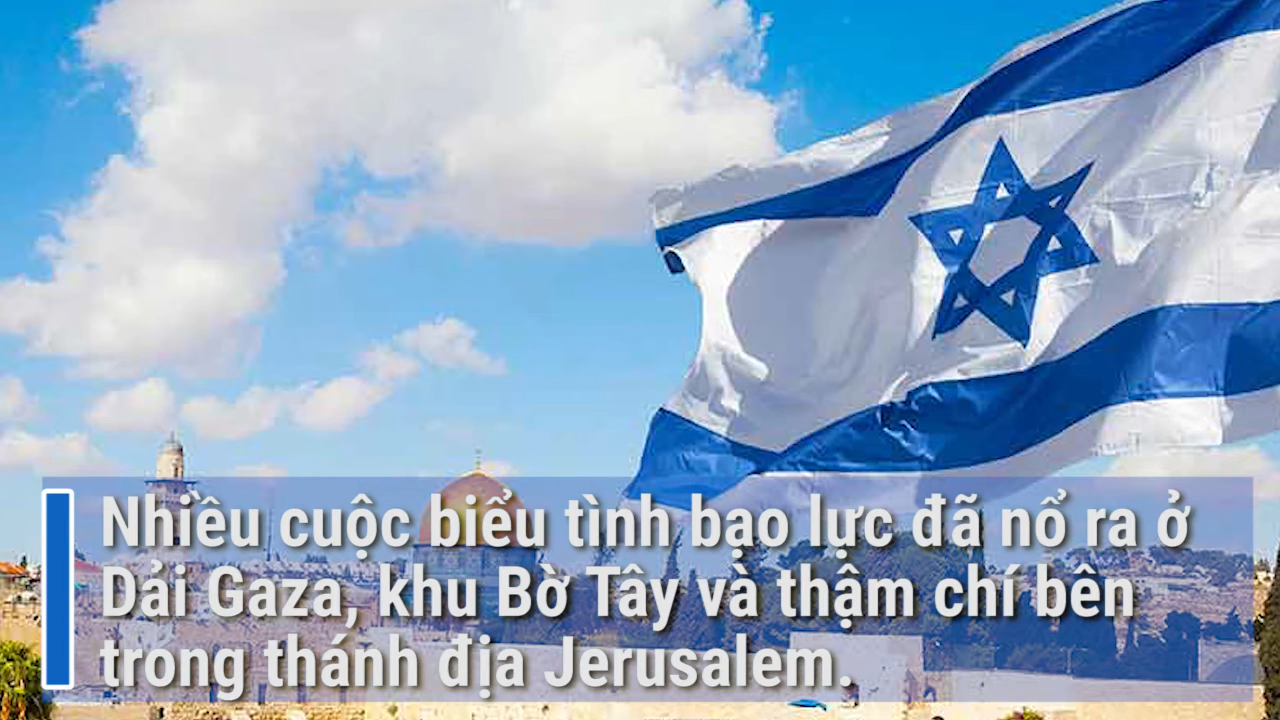 Nhiều cuộc biểu tình bạo lực đã nổ ra ở
Dải Gaza, khu Bờ Tây và thậm chí bên
trong thánh địa Jerusalem.